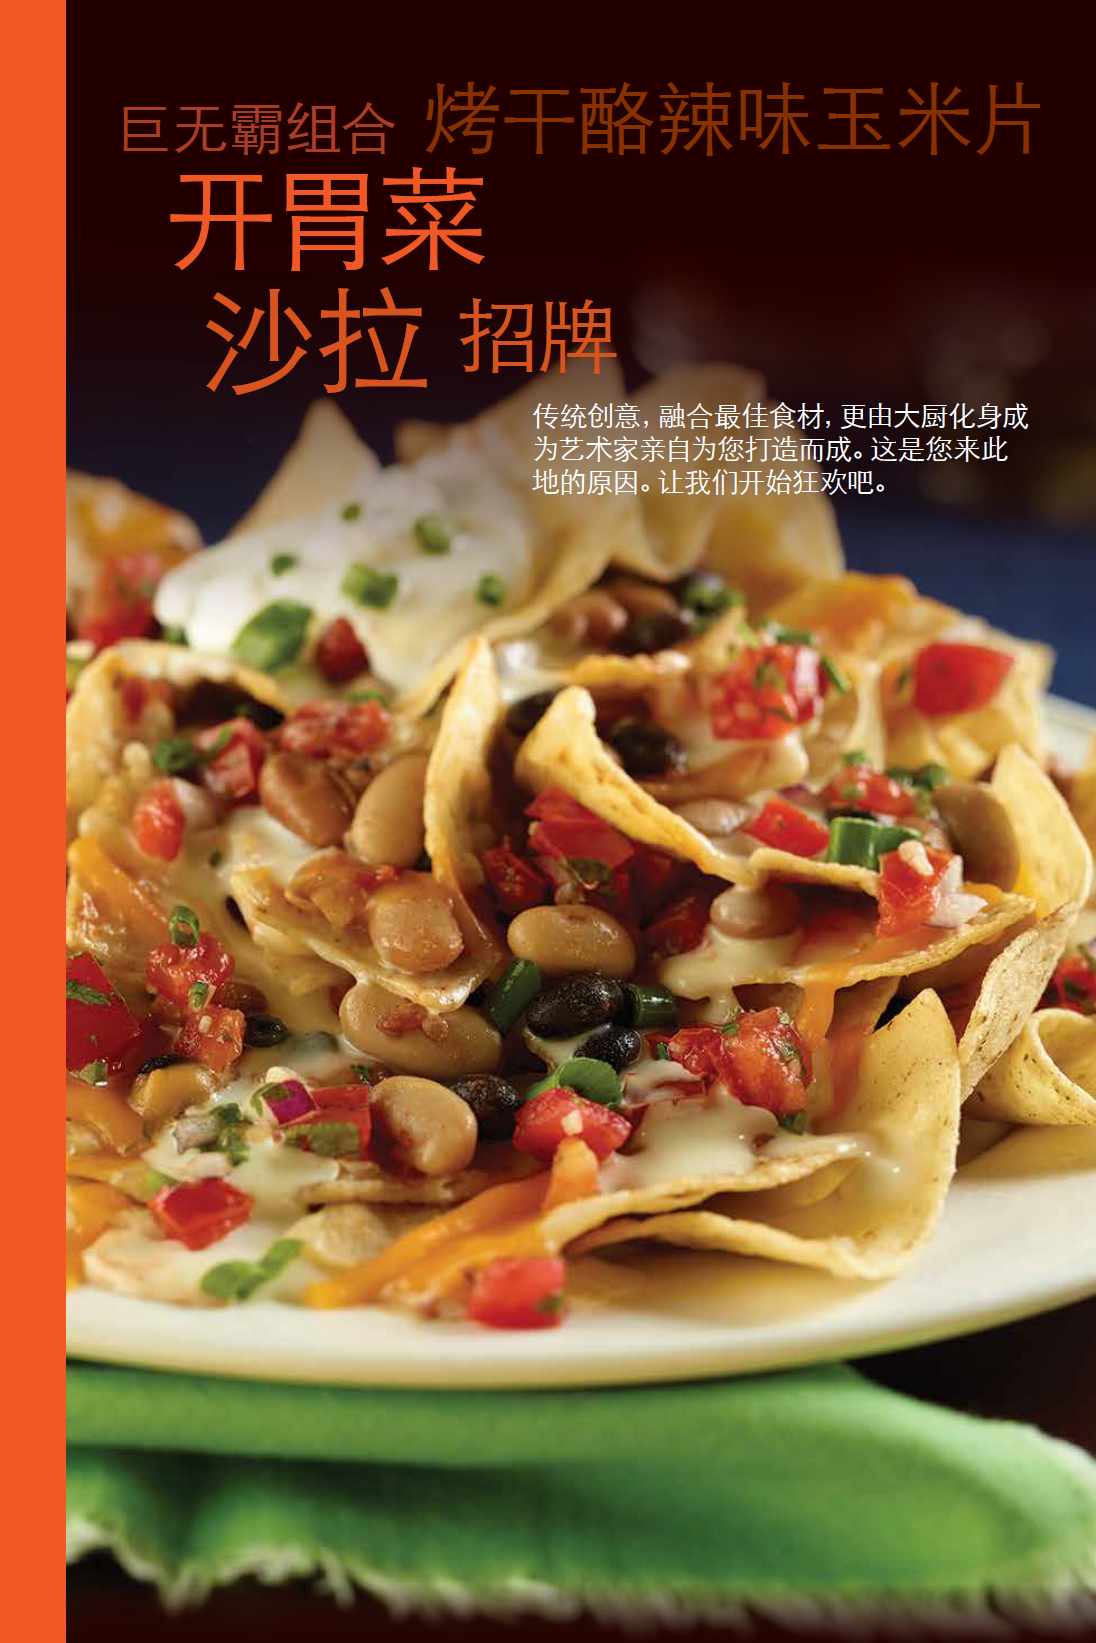 巨无霸组合 烤干酪辣味玉米片
开胃菜
沙拉 招牌
传统创意, 融合最佳食材, 更由大厨化身成
为艺术家亲自为您打造而成。这是您来此
地的原因。让我们开始狂欢吧。